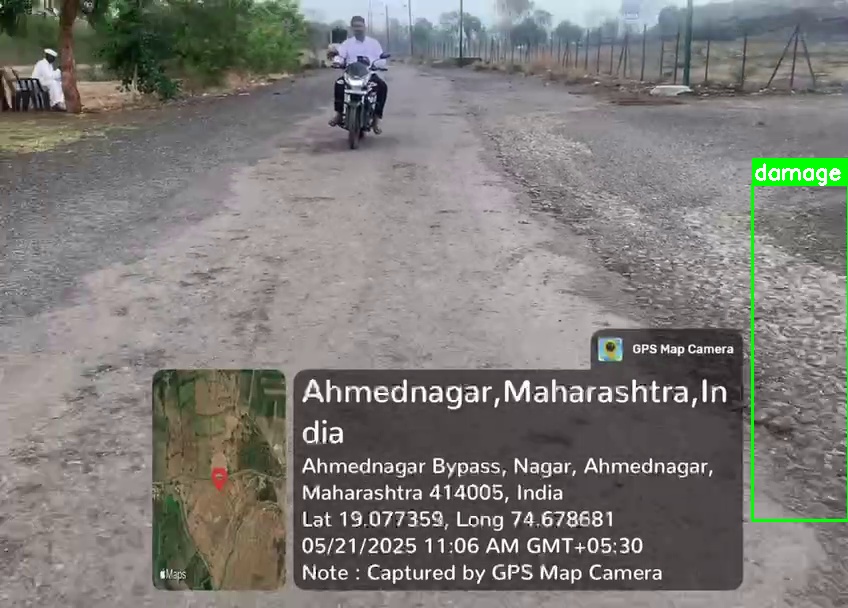 damage
GPS Map Camera
Ahmednagar,Maharashtra,In
dia
Ahmednagar Bypass, Nagar, Ahmednagar,
Maharashtra 414005, India
Lat 19.077359, Long 74.678681
05/21/2025 11:06 AM GMT+05:30
Note : Captured by GPS Map Camera
Maps